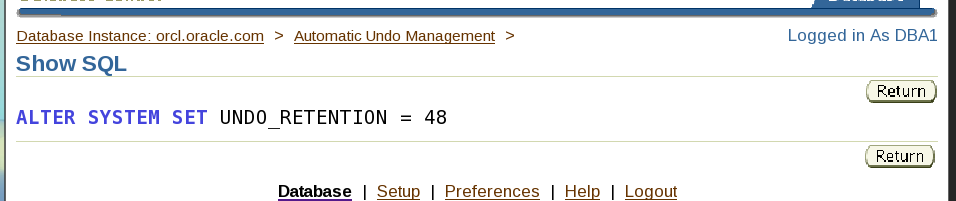 Database Instance: orcl.oracle.com > Automatic Undo Management >
Logged in As DBA1
Show SQL
Return
ALTER SYSTEM SET UNDO_RETENTION = 48
Return
Database | Setup | Preferences | Help | Logout